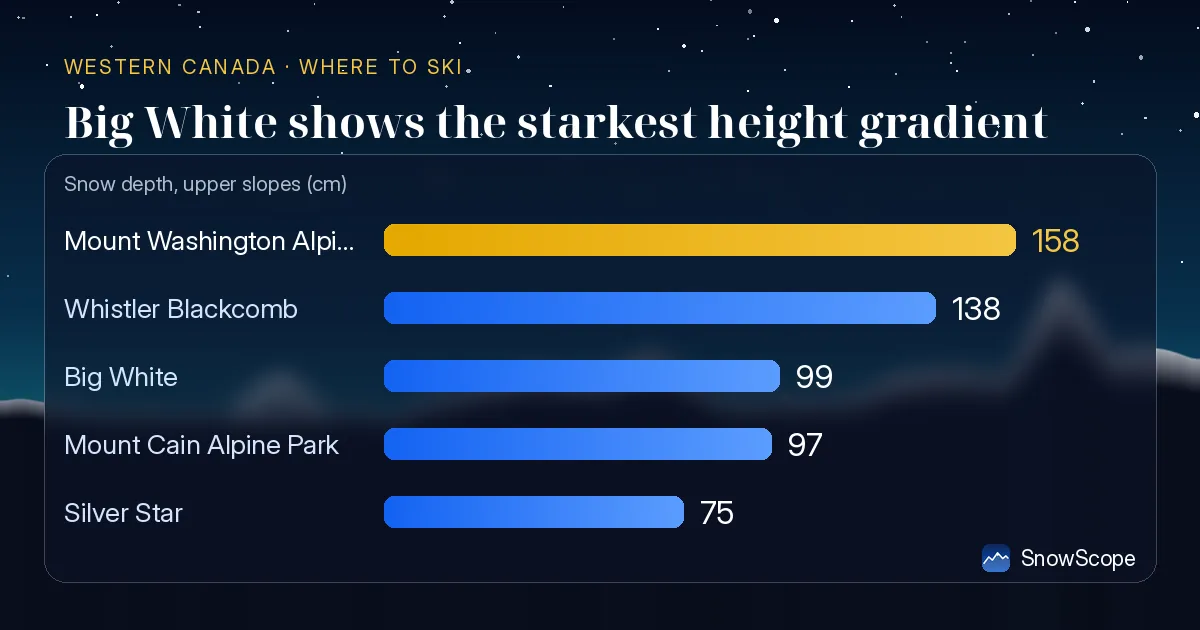 WESTERN CANADA · WHERE TO SKI
Big White shows the starkest height gradient
Snow depth, upper slopes (cm)
Mount Washington Alpi... 158
Whistler Blackcomb 138
Big White 99
Mount Cain Alpine Park 97
Silver Star 75
SnowScope